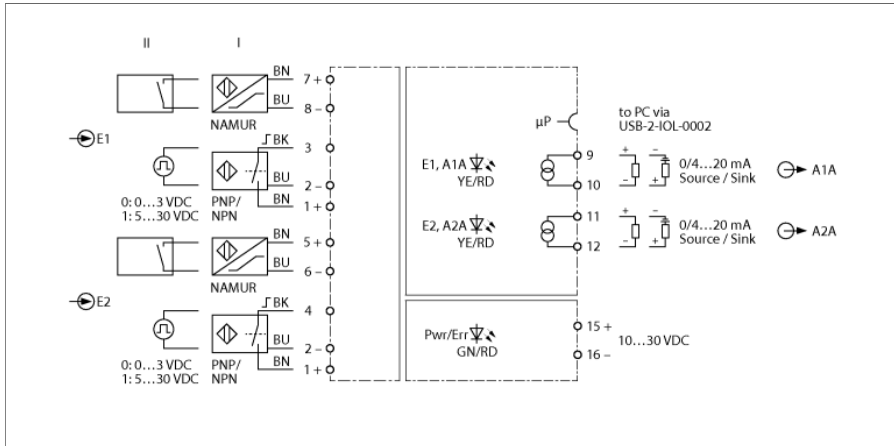 II I
BN 7 +
BU 8 –
NAMUR
E1
BK 3
BU 2 –
BN 1 +
0: 0…3 VDC
1: 5…30 VDC
PNP/
NPN
BN 5 +
BU 6 –
NAMUR
E2
BK 4
BU 2 –
BN 1 +
0: 0…3 VDC
1: 5…30 VDC
PNP/
NPN
µP
to PC via
USB-2-IOL-0002
E1, A1A
YE/RD
9
10
+ – – +
0/4…20 mA
Source / Sink
A1A
E2, A2A
YE/RD
11
12
+ – – +
0/4…20 mA
Source / Sink
A2A
Pwr/Err
GN/RD
15 +
16 –
10…30 VDC